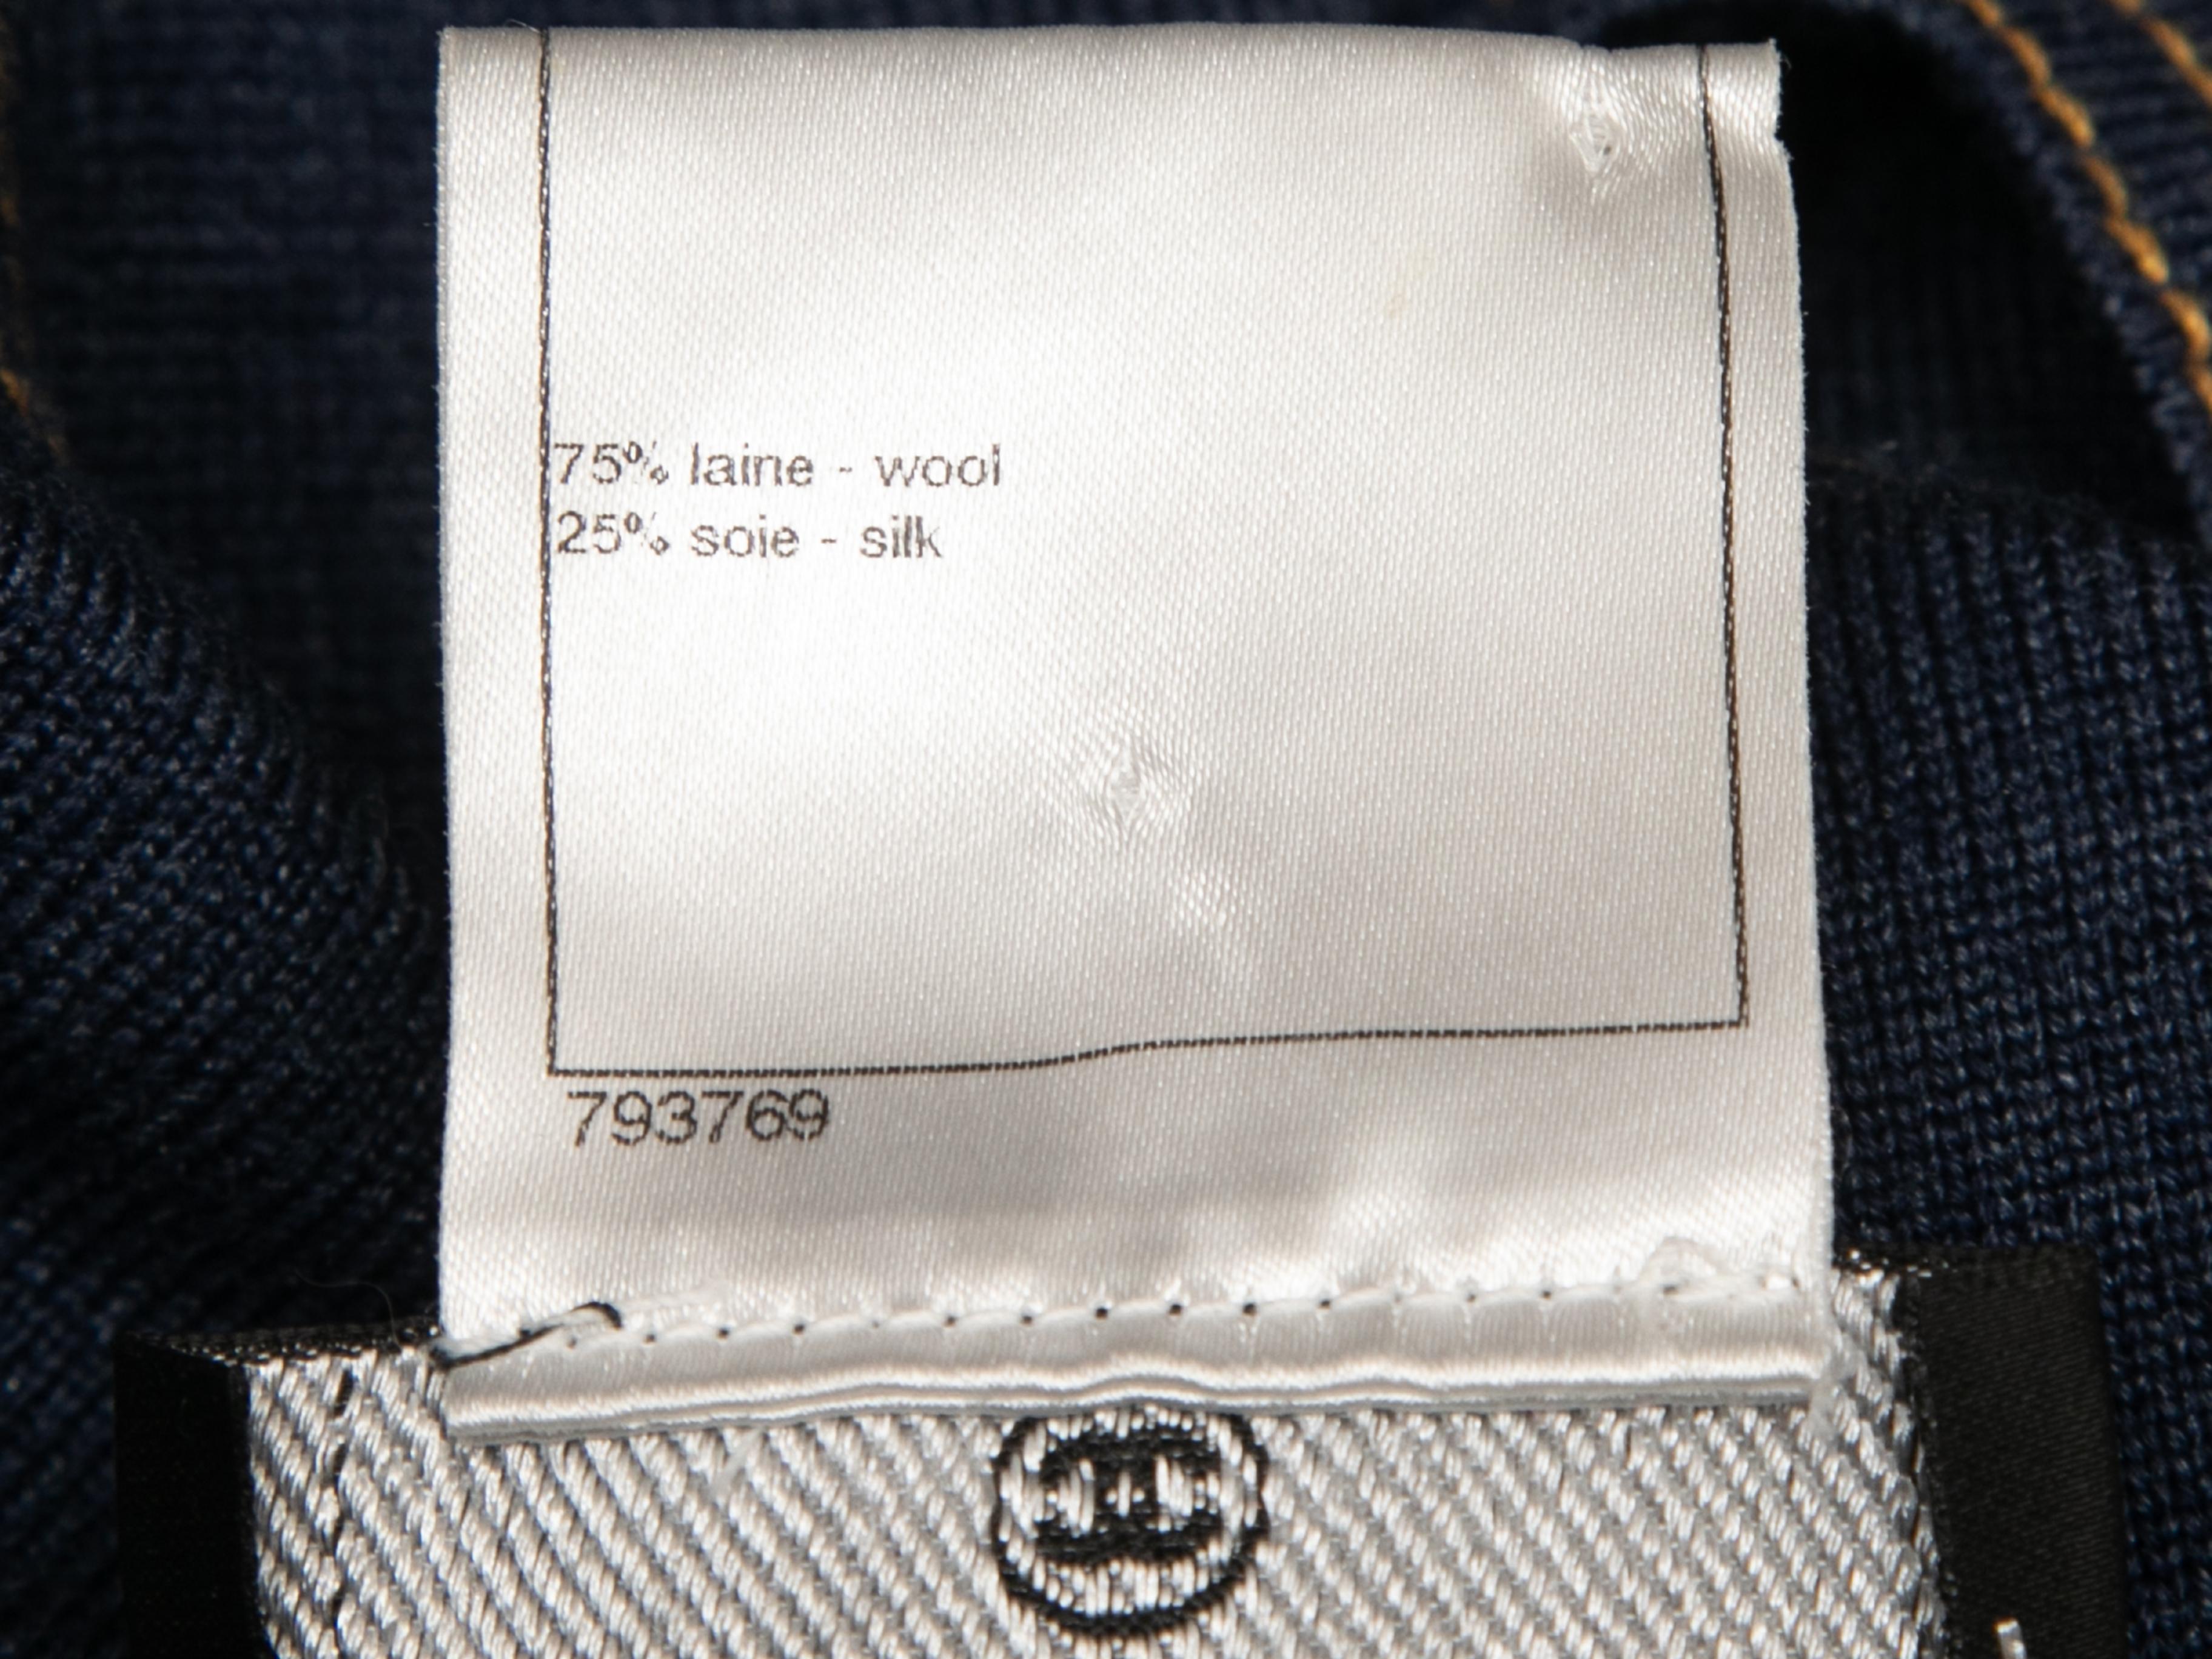 75% laine - wool
25% soie - silk
793769